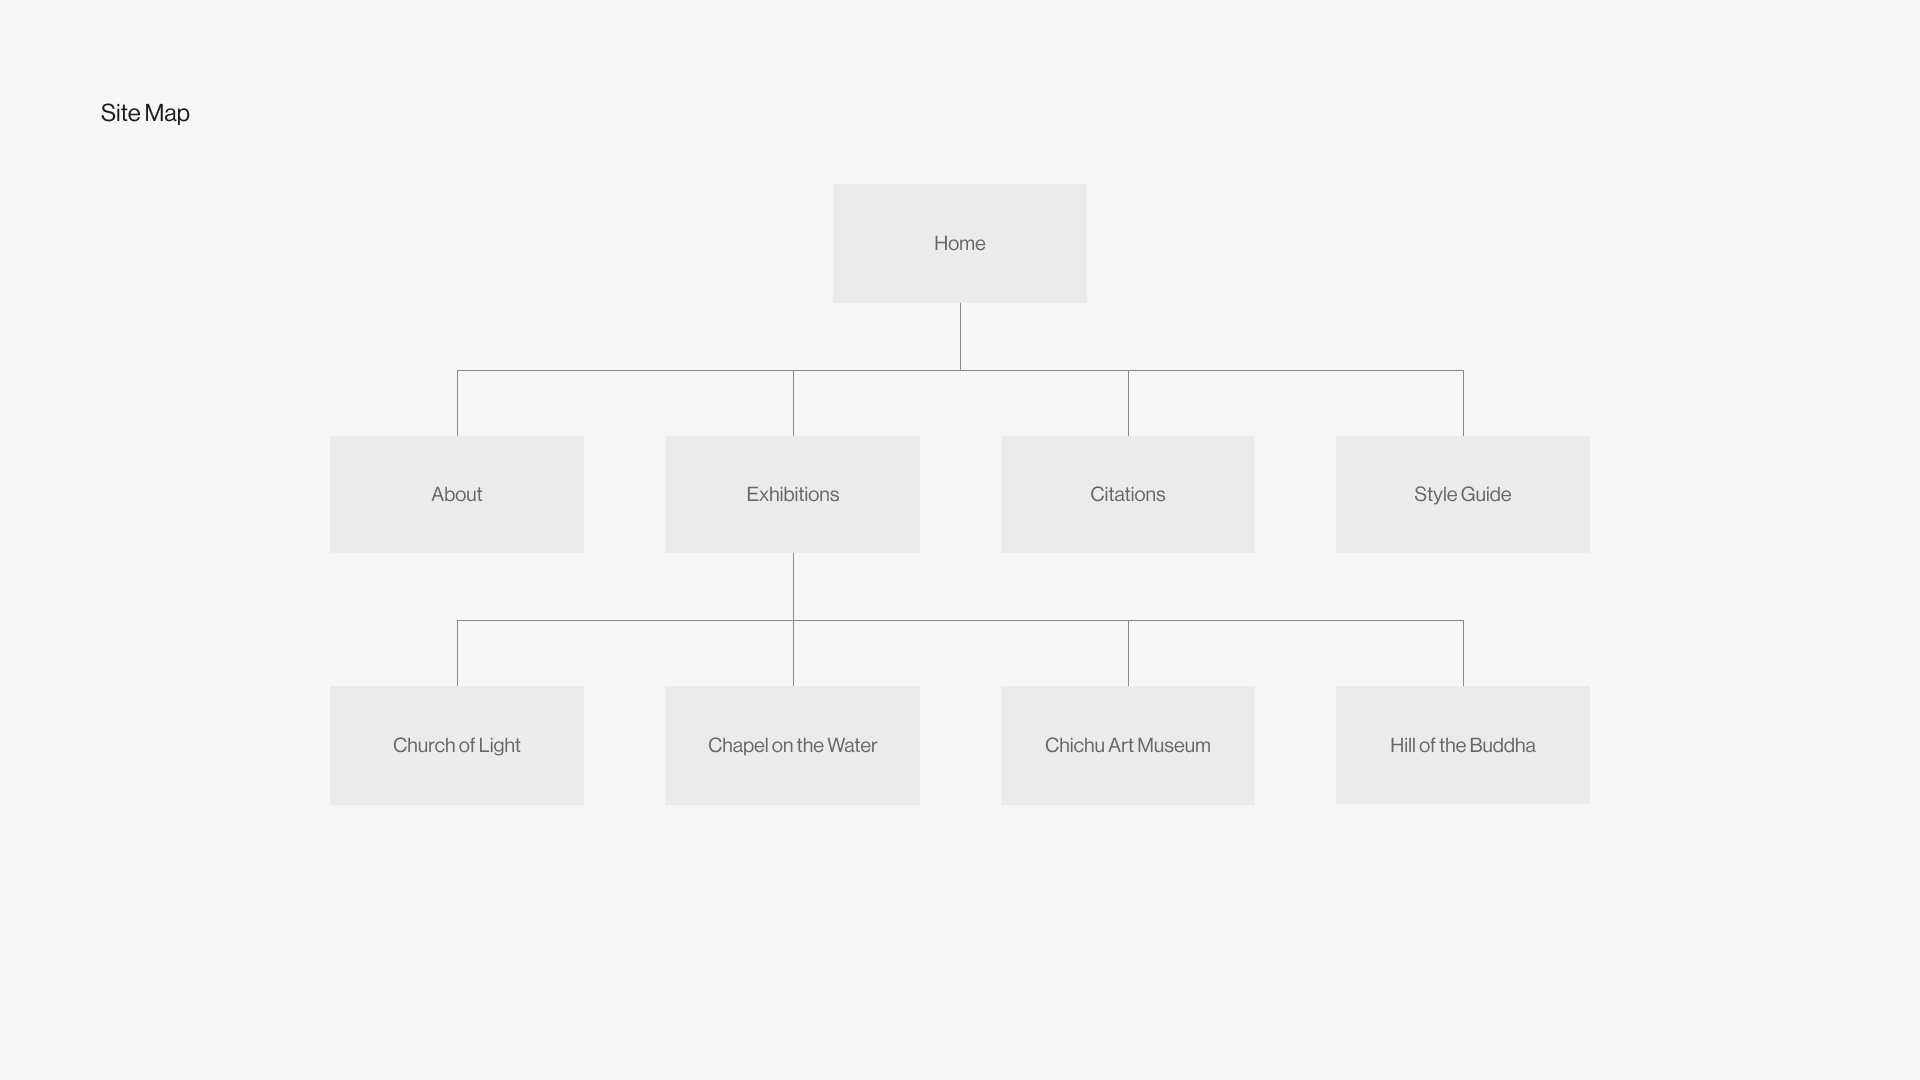 Site Map
Home
About
Exhibitions
Citations
Style Guide
Church of Light
Chapel on the Water
Chichu Art Museum
Hill of the Buddha